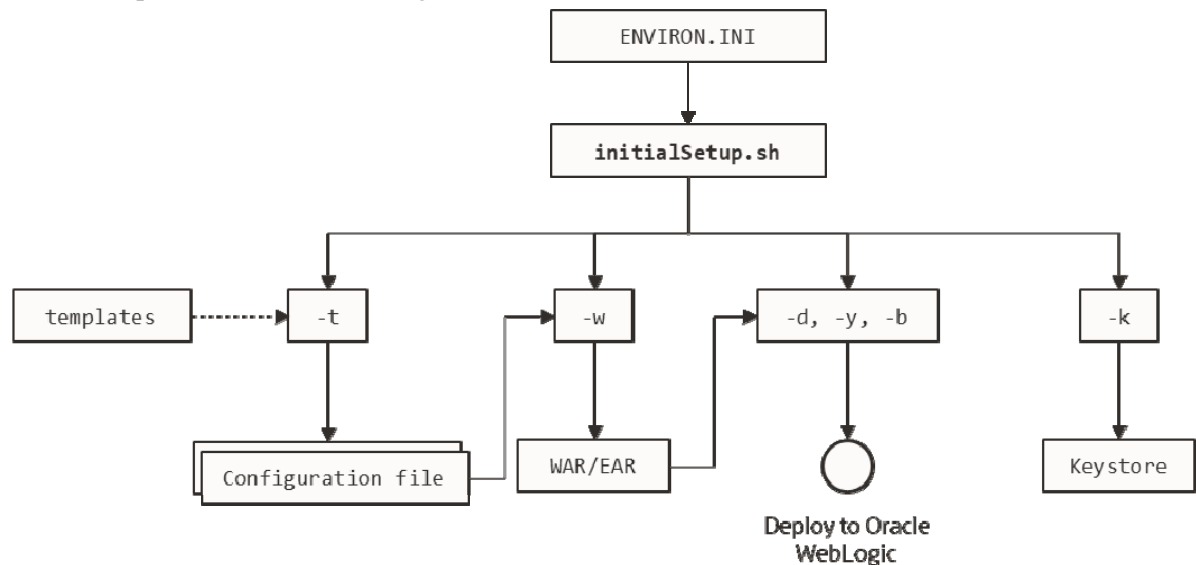 ENVIRON.INI
initialSetup.sh
templates
-t
-w
-d, -y, -b
-k
Configuration file
WAR/EAR
Keystore
Deploy to Oracle
WebLogic